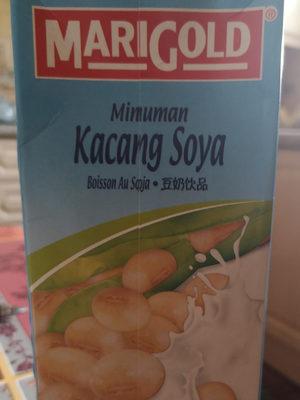 MARIGOLD®
Minuman
Kacang Soya
Boisson Au Soja • 豆奶饮品